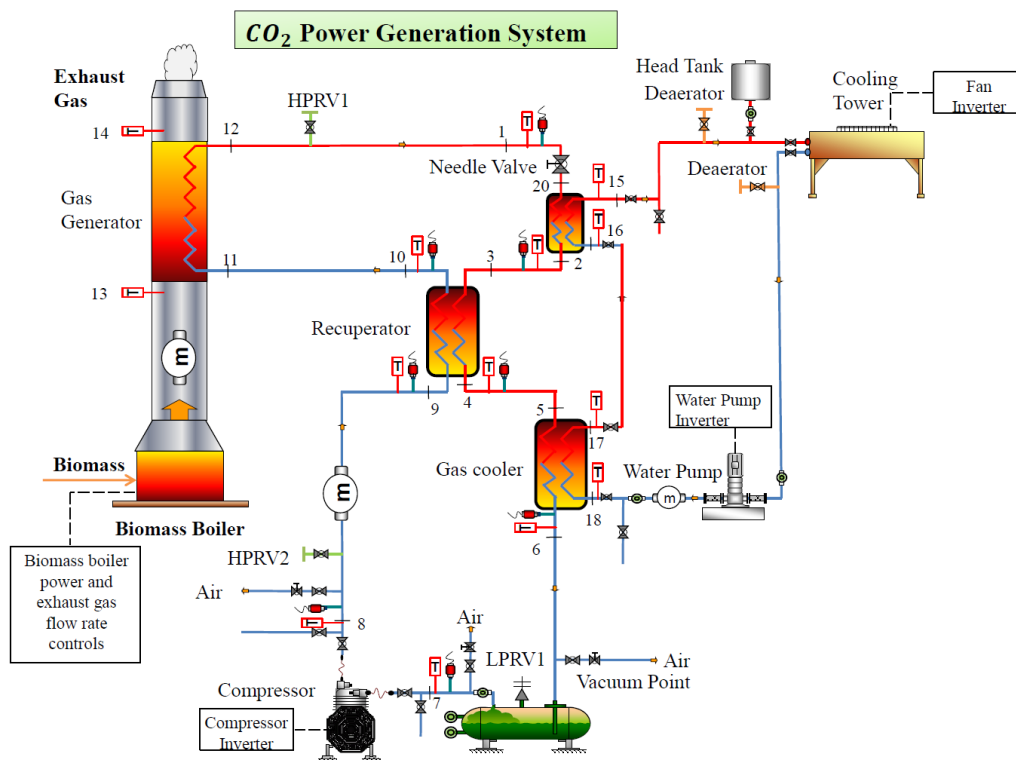 CO₂ Power Generation System
Exhaust
Gas
14
12
HPRV1
1
Needle Valve
20
15
Head Tank
Deaerator
Cooling
Tower
Fan
Inverter
Deaerator
Gas
Generator
11
10
3
2
16
13
m
Recuperator
9
4
5
17
Gas cooler
18
6
Water Pump
m
Water Pump
Inverter
Biomass
Biomass Boiler
Biomass boiler
power and
exhaust gas
flow rate
controls
m
HPRV2
Air
8
Compressor
Compressor
Inverter
7
Air
LPRV1
Air
Vacuum Point
T
T
T
T
T
T
T
T
T
T
T
T
T
T